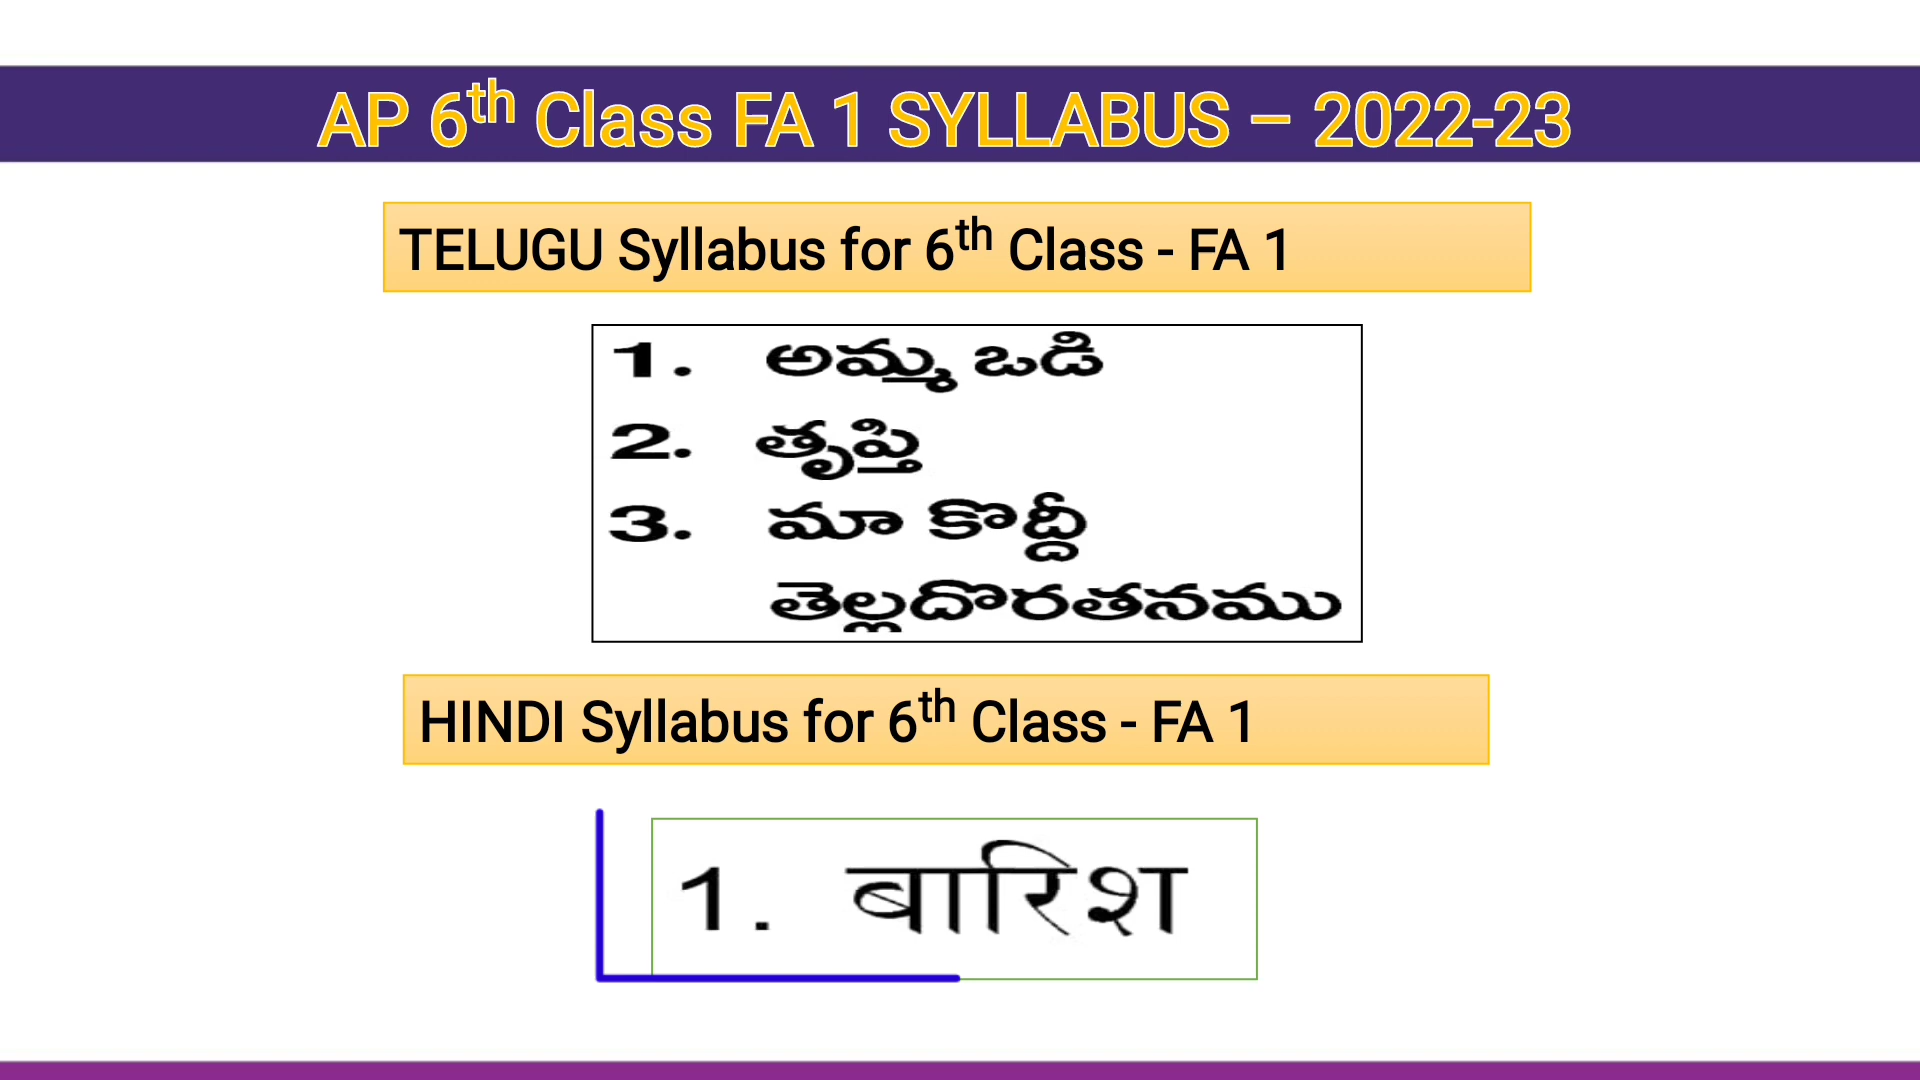 AP 6th Class FA 1 SYLLABUS – 2022-23
TELUGU Syllabus for 6th Class - FA 1
1. అమ్మ ఒడి
2. తృప్తి
3. మా కొద్దీ
తెల్లదొరతనము
HINDI Syllabus for 6th Class - FA 1
1. बारिश